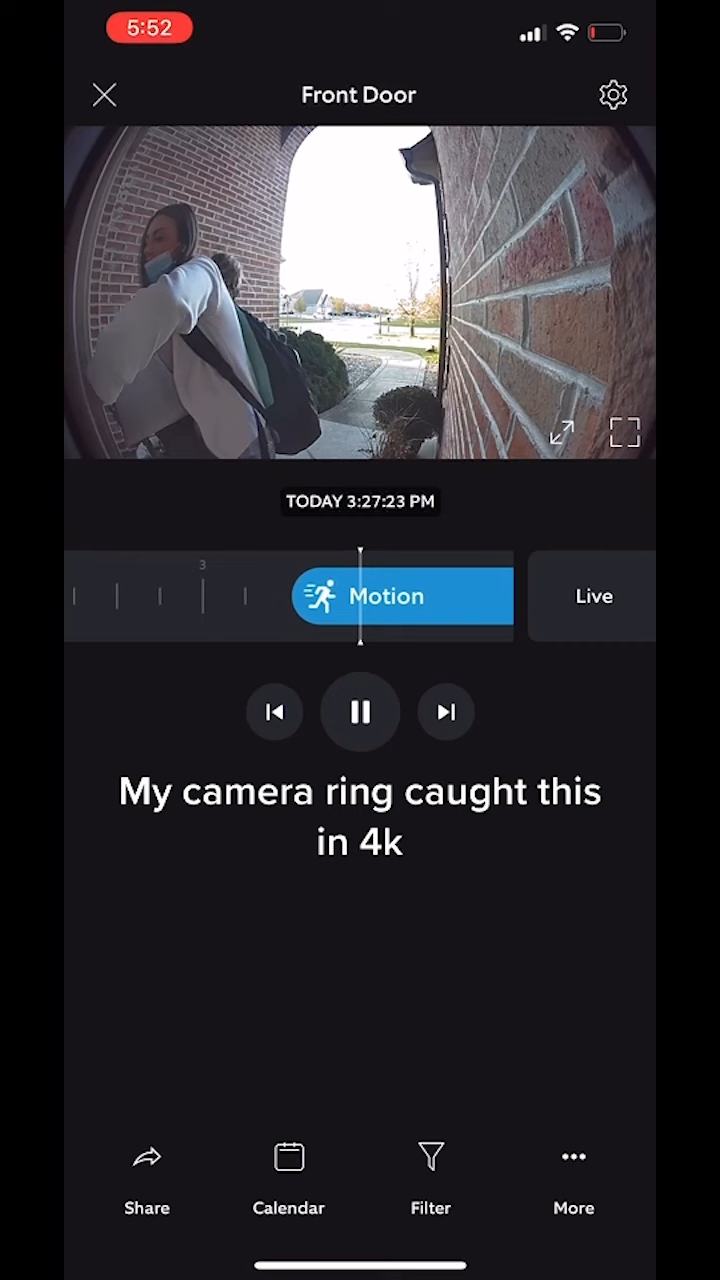 5:52
Front Door
TODAY 3:27:23 PM
3
Motion
Live
My camera ring caught this
in 4k
Share
Calendar
Filter
More